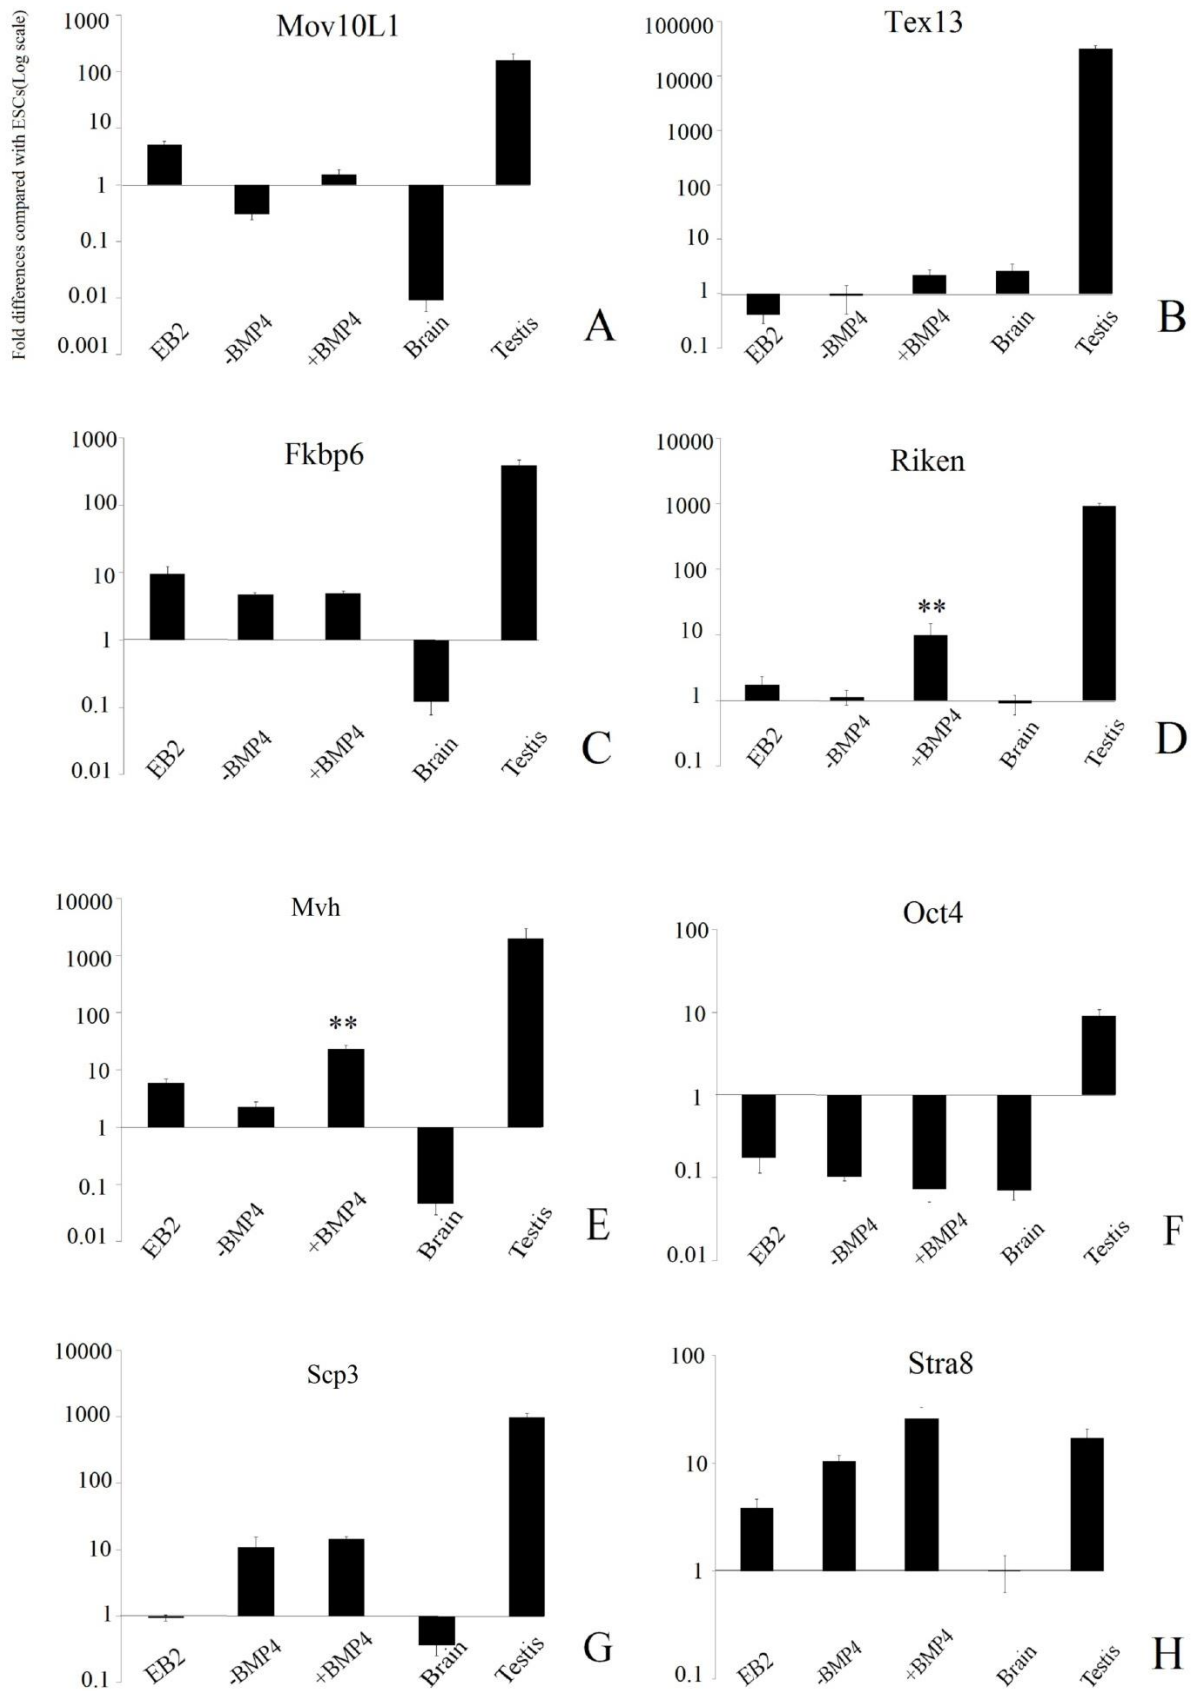 Fold differences compared with ESCs(Log scale)
Mov10L1
1000
100
10
1
0.1
0.01
0.001
EB2
-BMP4
+BMP4
Brain
Testis
A
Tex13
100000
10000
1000
100
10
1
0.1
EB2
-BMP4
+BMP4
Brain
Testis
B
Fkbp6
1000
100
10
1
0.1
0.01
EB2
-BMP4
+BMP4
Brain
Testis
C
Riken
10000
1000
100
10
1
0.1
**
EB2
-BMP4
+BMP4
Brain
Testis
D
Mvh
10000
1000
100
10
1
0.1
0.01
**
EB2
-BMP4
+BMP4
Brain
Testis
E
Oct4
100
10
1
0.1
0.01
EB2
-BMP4
+BMP4
Brain
Testis
F
Scp3
10000
1000
100
10
1
0.1
EB2
-BMP4
+BMP4
Brain
Testis
G
Stra8
100
10
1
0.1
EB2
-BMP4
+BMP4
Brain
Testis
H